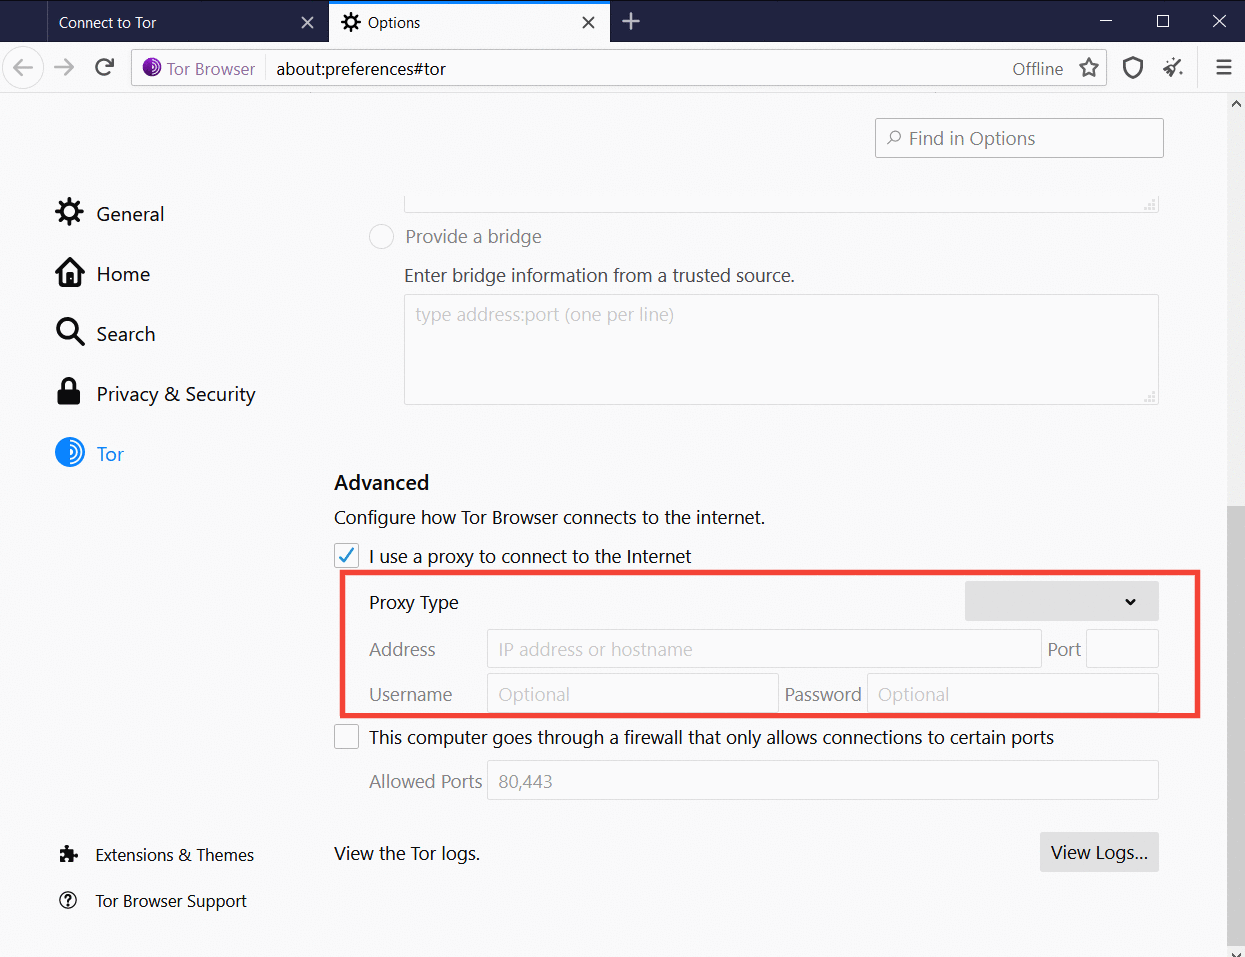 Connect to Tor
Options
Tor Browser
about:preferences#tor
Offline
Find in Options
General
Home
Search
Privacy & Security
Tor
Provide a bridge
Enter bridge information from a trusted source.
type address:port (one per line)
Advanced
Configure how Tor Browser connects to the internet.
I use a proxy to connect to the Internet
Proxy Type
Address IP address or hostname Port
Username Optional Password Optional
This computer goes through a firewall that only allows connections to certain ports
Allowed Ports 80,443
Extensions & Themes
View the Tor logs.
View Logs...
Tor Browser Support